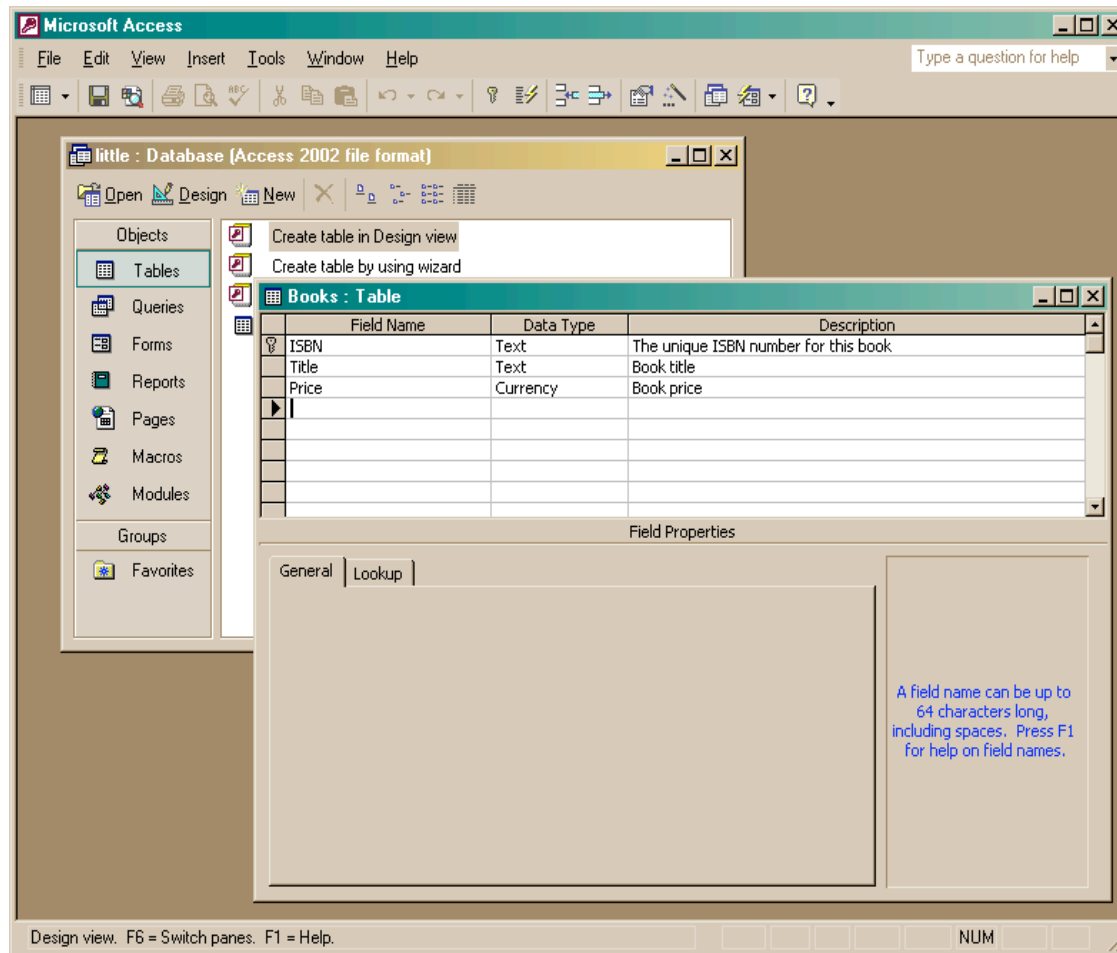 Microsoft Access
File Edit View Insert Tools Window Help
Type a question for help
little : Database (Access 2002 file format)
Open Design New
Objects
Tables
Queries
Forms
Reports
Pages
Macros
Modules
Groups
Favorites
Create table in Design view
Create table by using wizard
Books : Table
Field Name Data Type Description
ISBN Text The unique ISBN number for this book
Title Text Book title
Price Currency Book price
Field Properties
General Lookup
A field name can be up to
64 characters long,
including spaces. Press F1
for help on field names.
Design view. F6 = Switch panes. F1 = Help.
NUM